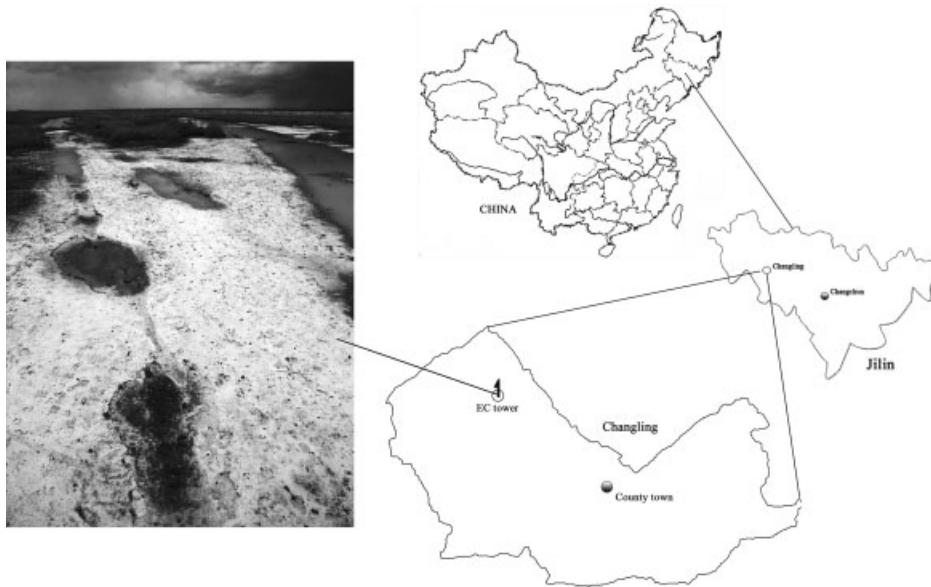 CHINA
Changling
Changchun
Jilin
EC tower
Changling
County town